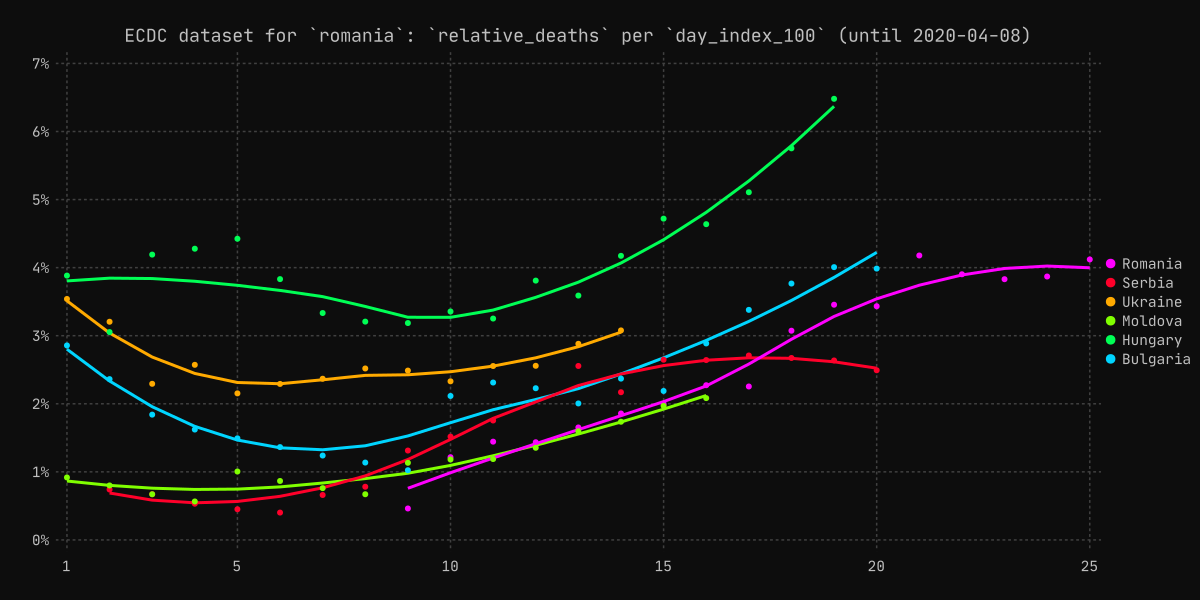 ECDC dataset for `romania`: `relative_deaths` per `day_index_100` (until 2020-04-08)
7%
6%
5%
4%
3%
2%
1%
0%
1
5
10
15
20
25
Romania
Serbia
Ukraine
Moldova
Hungary
Bulgaria